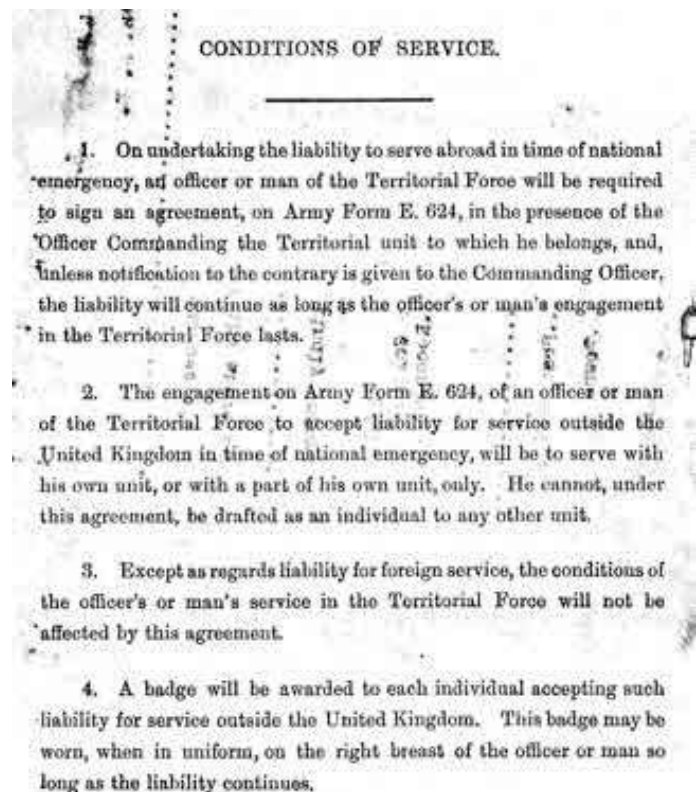 CONDITIONS OF SERVICE.
1. On undertaking the liability to serve abroad in time of national
emergency, an officer or man of the Territorial Force will be required
to sign an agreement, on Army Form E. 624, in the presence of the
Officer Commanding the Territorial unit to which he belongs, and,
unless notification to the contrary is given to the Commanding Officer,
the liability will continue as long as the officer's or man's engagement
in the Territorial Force lasts.
2. The engagement on Army Form E. 624, of an officer or man
of the Territorial Force to accept liability for service outside the
United Kingdom in time of national emergency, will be to serve with
his own unit, or with a part of his own unit, only. He cannot, under
this agreement, be drafted as an individual to any other unit.
3. Except as regards liability for foreign service, the conditions of
the officer's or man's service in the Territorial Force will not be
affected by this agreement.
4. A badge will be awarded to each individual accepting such
liability for service outside the United Kingdom. This badge may be
worn, when in uniform, on the right breast of the officer or man so
long as the liability continues.